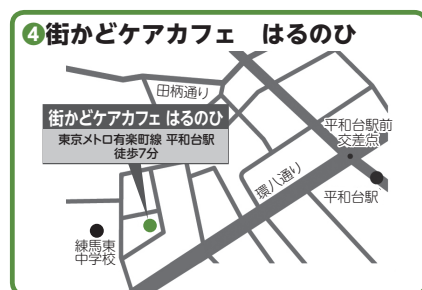 ❹街かどケアカフェ　はるのひ
田柄通り
街かどケアカフェ はるのひ
東京メトロ有楽町線 平和台駅
徒歩7分
平和台駅前
交差点
環八通り
平和台駅
練馬東
中学校